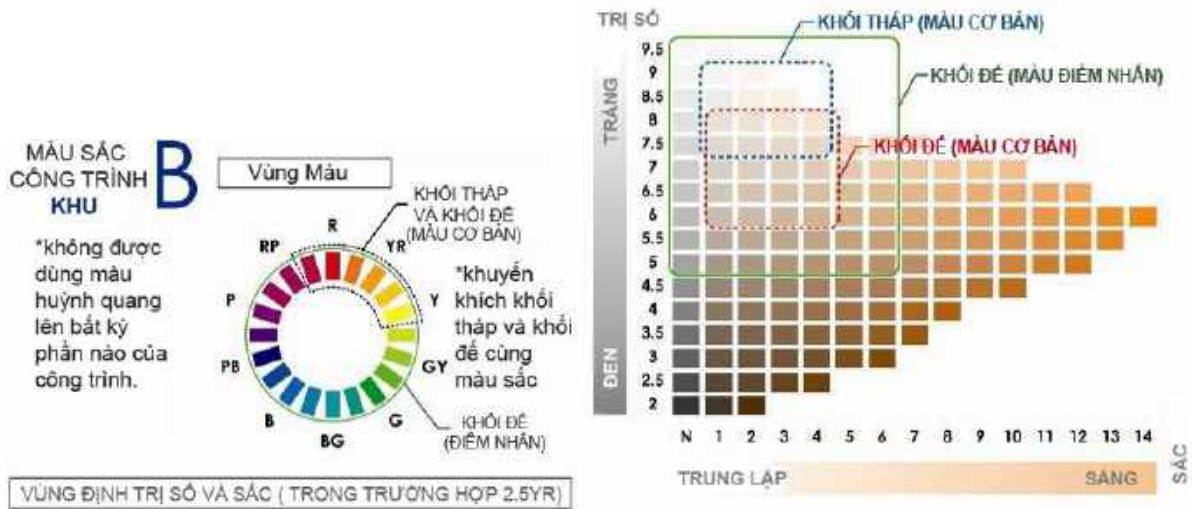 MÀU SẮC
CÔNG TRÌNH
KHU
B
Vùng Màu
*không được
dùng màu
huỳnh quang
lên bất kỳ
phần nào của
công trình.
KHỐI THÁP
VÀ KHỐI ĐẾ
(MÀU CƠ BẢN)
R
YR
Y
GY
G
BG
B
PB
P
RP
*khuyến
khích khối
tháp và khối
đế cùng
màu sắc
KHỐI ĐẾ
(ĐIỂM NHẤN)
VÙNG ĐỊNH TRỊ SỐ VÀ SẮC ( TRONG TRƯỜNG HỢP 2.5YR)
TRỊ SỐ
KHỐI THÁP (MÀU CƠ BẢN)
KHỐI ĐẾ (MÀU ĐIỂM NHẤN)
KHỐI ĐẾ (MÀU CƠ BẢN)
TRẮNG
ĐEN
9.5
9
8.5
8
7.5
7
6.5
6
5.5
5
4.5
4
3.5
3
2.5
2
N 1 2 3 4 5 6 7 8 9 10 11 12 13 14
TRUNG LẬP
SÁNG
SẮC